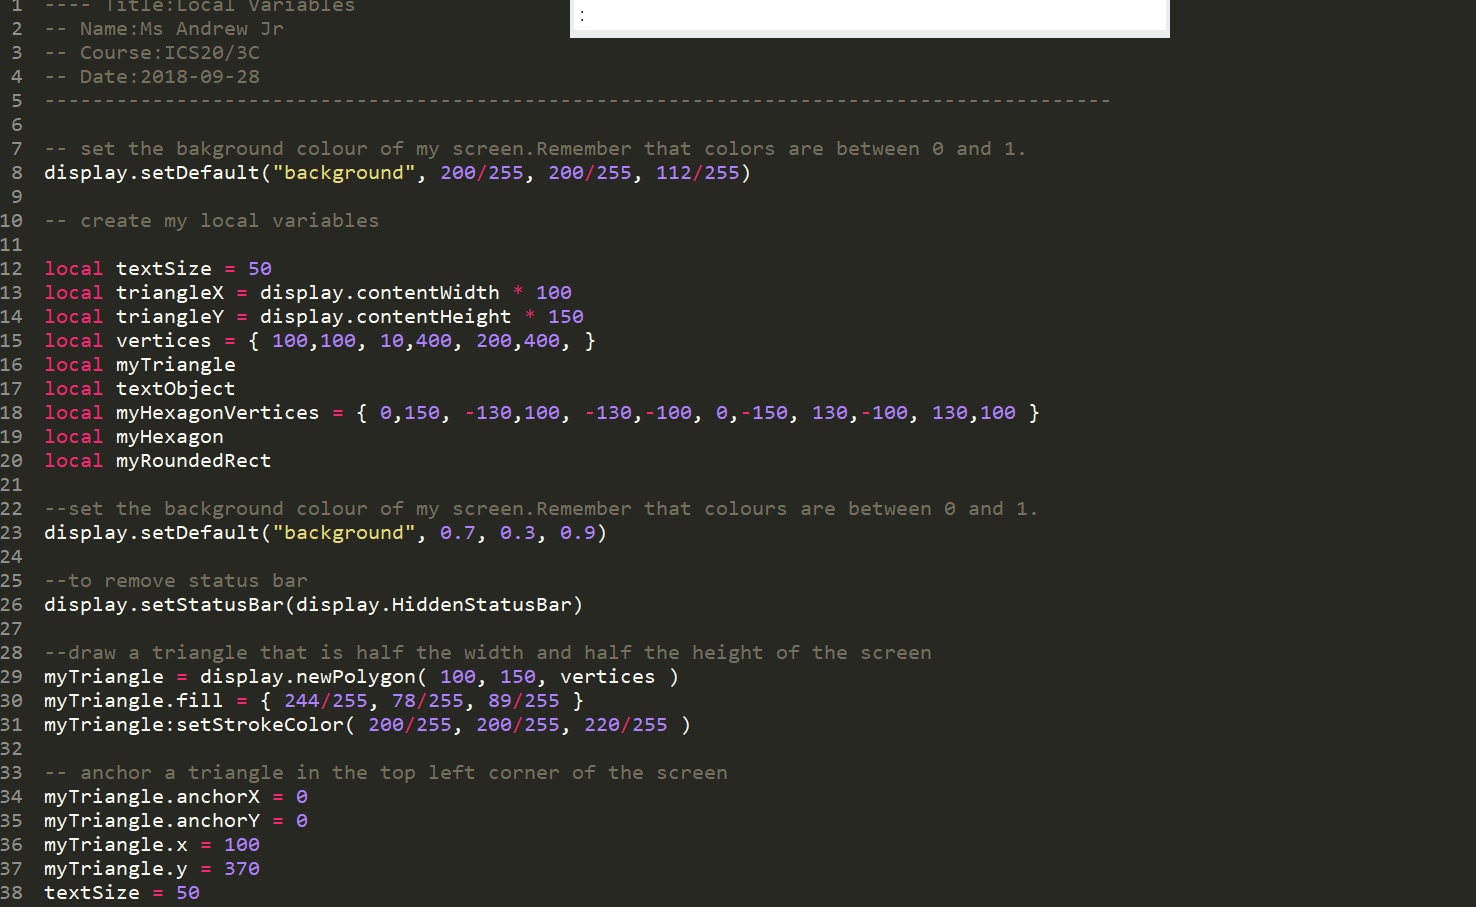 :
1 ---- Title:Local Variables
2 -- Name:Ms Andrew Jr
3 -- Course:ICS20/3C
4 -- Date:2018-09-28
5 -----------------------------------------------------------------------------------------
6
7 -- set the bakground colour of my screen.Remember that colors are between 0 and 1.
8 display.setDefault("background", 200/255, 200/255, 112/255)
9
10 -- create my local variables
11
12 local textSize = 50
13 local triangleX = display.contentWidth * 100
14 local triangleY = display.contentHeight * 150
15 local vertices = { 100,100, 10,400, 200,400, }
16 local myTriangle
17 local textObject
18 local myHexagonVertices = { 0,150, -130,100, -130,-100, 0,-150, 130,-100, 130,100 }
19 local myHexagon
20 local myRoundedRect
21
22 --set the background colour of my screen.Remember that colours are between 0 and 1.
23 display.setDefault("background", 0.7, 0.3, 0.9)
24
25 --to remove status bar
26 display.setStatusBar(display.HiddenStatusBar)
27
28 --draw a triangle that is half the width and half the height of the screen
29 myTriangle = display.newPolygon( 100, 150, vertices )
30 myTriangle.fill = { 244/255, 78/255, 89/255 }
31 myTriangle:setStrokeColor( 200/255, 200/255, 220/255 )
32
33 -- anchor a triangle in the top left corner of the screen
34 myTriangle.anchorX = 0
35 myTriangle.anchorY = 0
36 myTriangle.x = 100
37 myTriangle.y = 370
38 textSize = 50